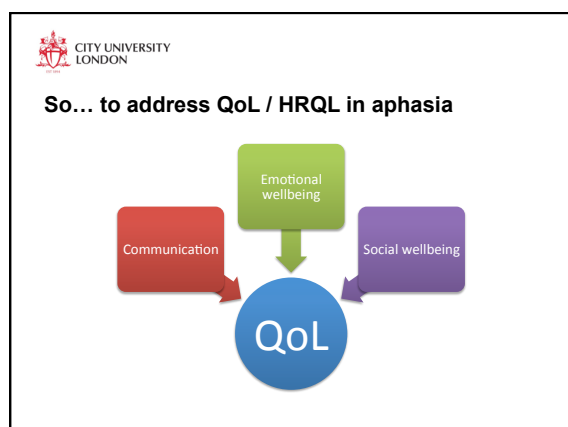 CITY UNIVERSITY
LONDON
So… to address QoL / HRQL in aphasia
Emotional
wellbeing
Communication
Social wellbeing
QoL